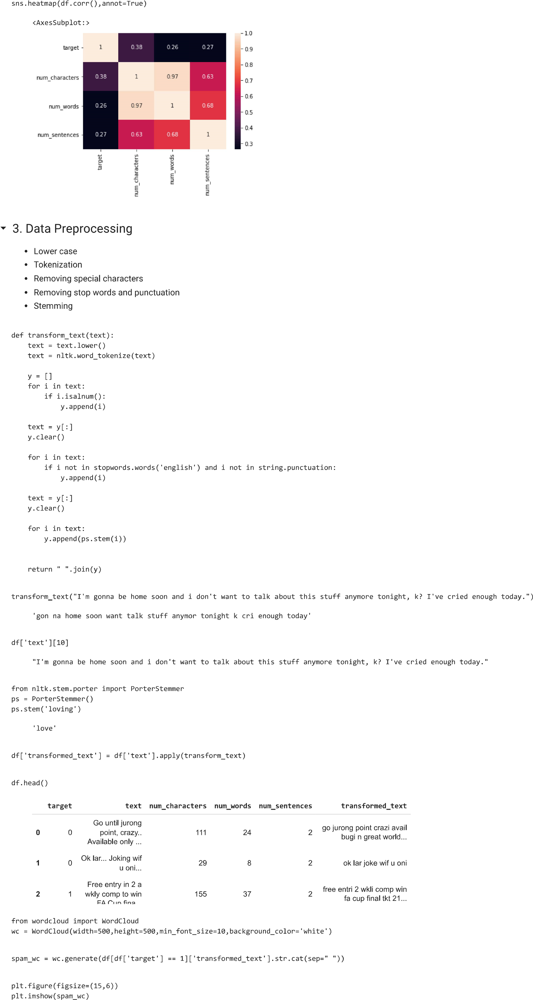 sns.heatmap(df.corr(),annot=True)
<AxesSubplot:>
target 1 0.38 0.26 0.27
num_characters 0.38 1 0.97 0.63
num_words 0.26 0.97 1 0.68
num_sentences 0.27 0.63 0.68 1
target num_characters num_words num_sentences
1.0
0.9
0.8
0.7
0.6
0.5
0.4
0.3
3. Data Preprocessing
• Lower case
• Tokenization
• Removing special characters
• Removing stop words and punctuation
• Stemming
def transform_text(text):
    text = text.lower()
    text = nltk.word_tokenize(text)
    y = []
    for i in text:
        if i.isalnum():
            y.append(i)
    text = y[:]
    y.clear()
    for i in text:
        if i not in stopwords.words('english') and i not in string.punctuation:
            y.append(i)
    text = y[:]
    y.clear()
    for i in text:
        y.append(ps.stem(i))
    return " ".join(y)
transform_text("I'm gonna be home soon and i don't want to talk about this stuff anymore tonight, k? I've cried enough today.")
'gon na home soon want talk stuff anymor tonight k cri enough today'
df['text'][10]
"I'm gonna be home soon and i don't want to talk about this stuff anymore tonight, k? I've cried enough today."
from nltk.stem.porter import PorterStemmer
ps = PorterStemmer()
ps.stem('loving')
'love'
df['transformed_text'] = df['text'].apply(transform_text)
df.head()
target text num_characters num_words num_sentences transformed_text
0 0 Go until jurong point, crazy.. Available only ... 111 24 2 go jurong point crazi avail bugi n great world...
1 0 Ok lar... Joking wif u oni... 29 8 2 ok lar joke wif u oni
2 1 Free entry in 2 a wkly comp to win FA Cup fina... 155 37 2 free entri 2 wkli comp win fa cup final tkt 21...
from wordcloud import WordCloud
wc = WordCloud(width=500,height=500,min_font_size=10,background_color='white')
spam_wc = wc.generate(df[df['target'] == 1]['transformed_text'].str.cat(sep=" "))
plt.figure(figsize=(15,6))
plt.imshow(spam_wc)